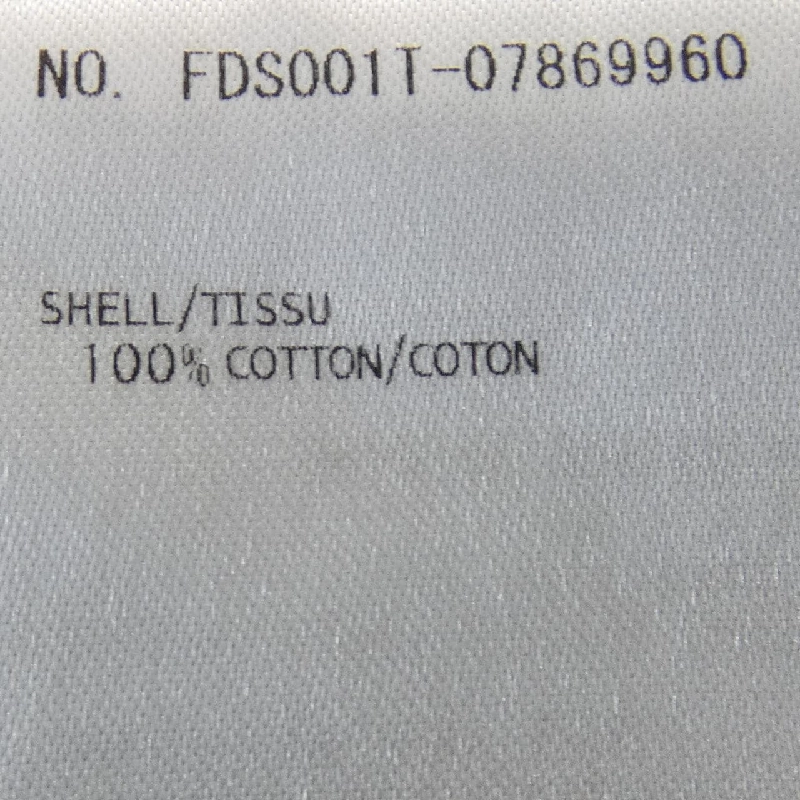 NO. FDS001T-07869960
SHELL/TISSU
100% COTTON/COTON